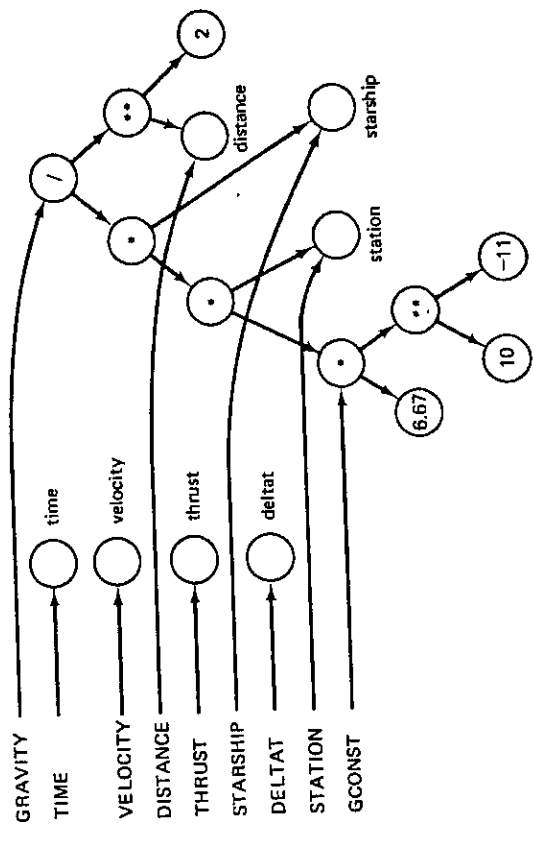 GRAVITY
TIME
VELOCITY
DISTANCE
THRUST
STARSHIP
DELTAT
STATION
GCONST
time
velocity
thrust
deltat
/
**
2
distance
*
starship
*
station
*
6.67
**
10
-11